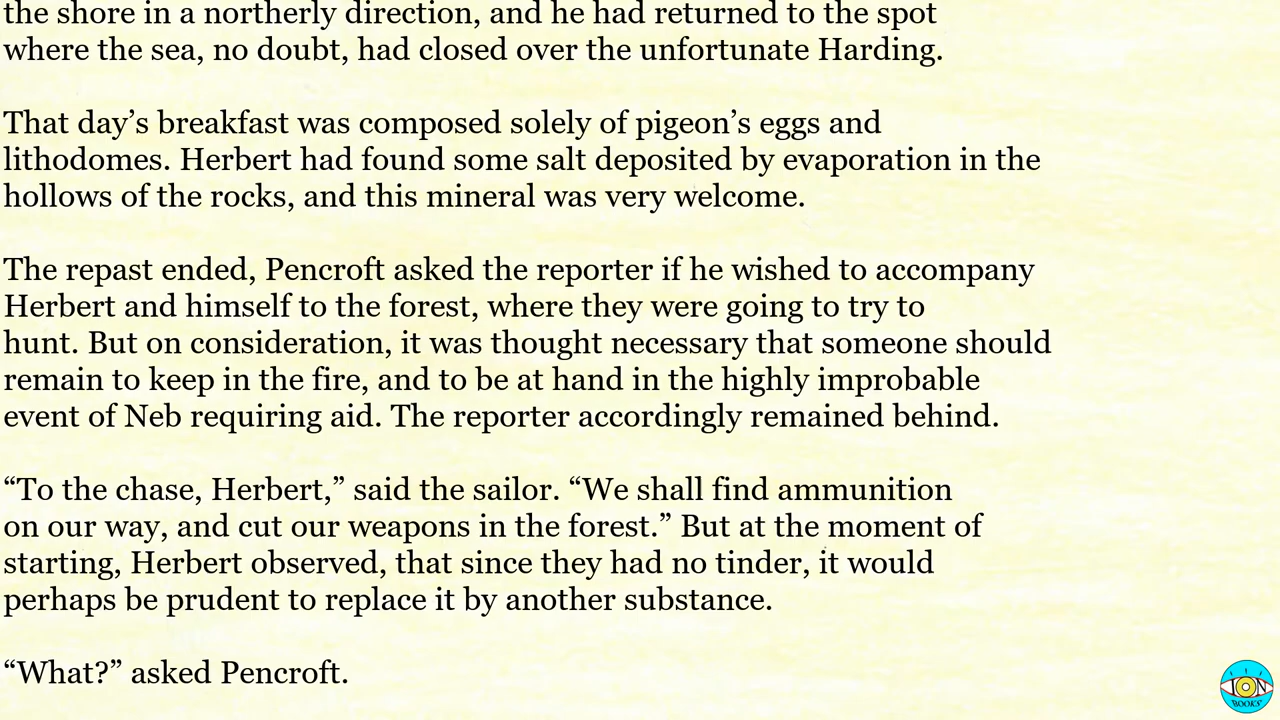 the shore in a northerly direction, and he had returned to the spot
where the sea, no doubt, had closed over the unfortunate Harding.
That day’s breakfast was composed solely of pigeon’s eggs and
lithodomes. Herbert had found some salt deposited by evaporation in the
hollows of the rocks, and this mineral was very welcome.
The repast ended, Pencroft asked the reporter if he wished to accompany
Herbert and himself to the forest, where they were going to try to
hunt. But on consideration, it was thought necessary that someone should
remain to keep in the fire, and to be at hand in the highly improbable
event of Neb requiring aid. The reporter accordingly remained behind.
“To the chase, Herbert,” said the sailor. “We shall find ammunition
on our way, and cut our weapons in the forest.” But at the moment of
starting, Herbert observed, that since they had no tinder, it would
perhaps be prudent to replace it by another substance.
“What?” asked Pencroft.
ION
BOOKS